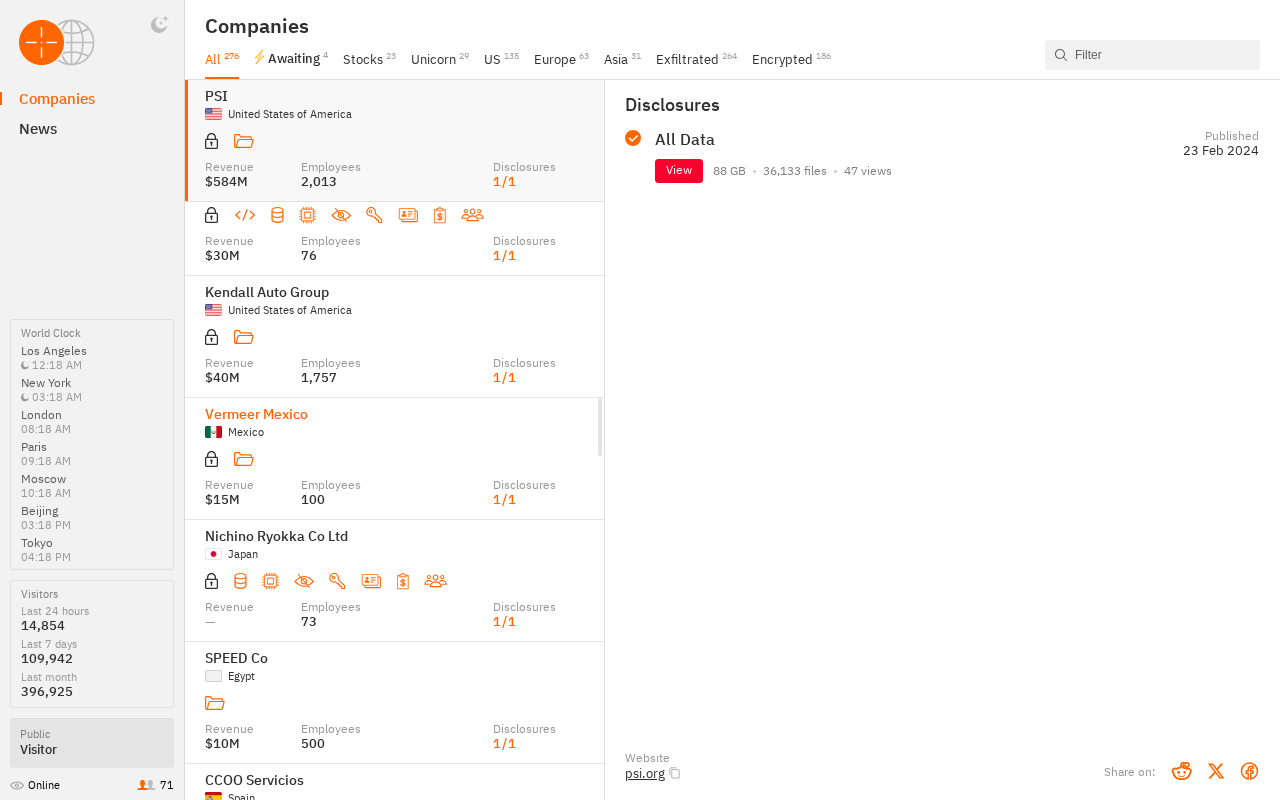 Companies
News
World Clock
Los Angeles
12:18 AM
New York
03:18 AM
London
08:18 AM
Paris
09:18 AM
Moscow
10:18 AM
Beijing
03:18 PM
Tokyo
04:18 PM
Visitors
Last 24 hours
14,854
Last 7 days
109,942
Last month
396,925
Public
Visitor
Online 71
Companies
All 276 Awaiting 4 Stocks 23 Unicorn 29 US 135 Europe 63 Asia 31 Exfiltrated 264 Encrypted 186
Filter
PSI
United States of America
Revenue Employees Disclosures
$584M 2,013 1/1
Revenue Employees Disclosures
$30M 76 1/1
Kendall Auto Group
United States of America
Revenue Employees Disclosures
$40M 1,757 1/1
Vermeer Mexico
Mexico
Revenue Employees Disclosures
$15M 100 1/1
Nichino Ryokka Co Ltd
Japan
Revenue Employees Disclosures
— 73 1/1
SPEED Co
Egypt
Revenue Employees Disclosures
$10M 500 1/1
CCOO Servicios
Spain
Disclosures
All Data
Published
23 Feb 2024
View 88 GB • 36,133 files • 47 views
Website
psi.org
Share on: